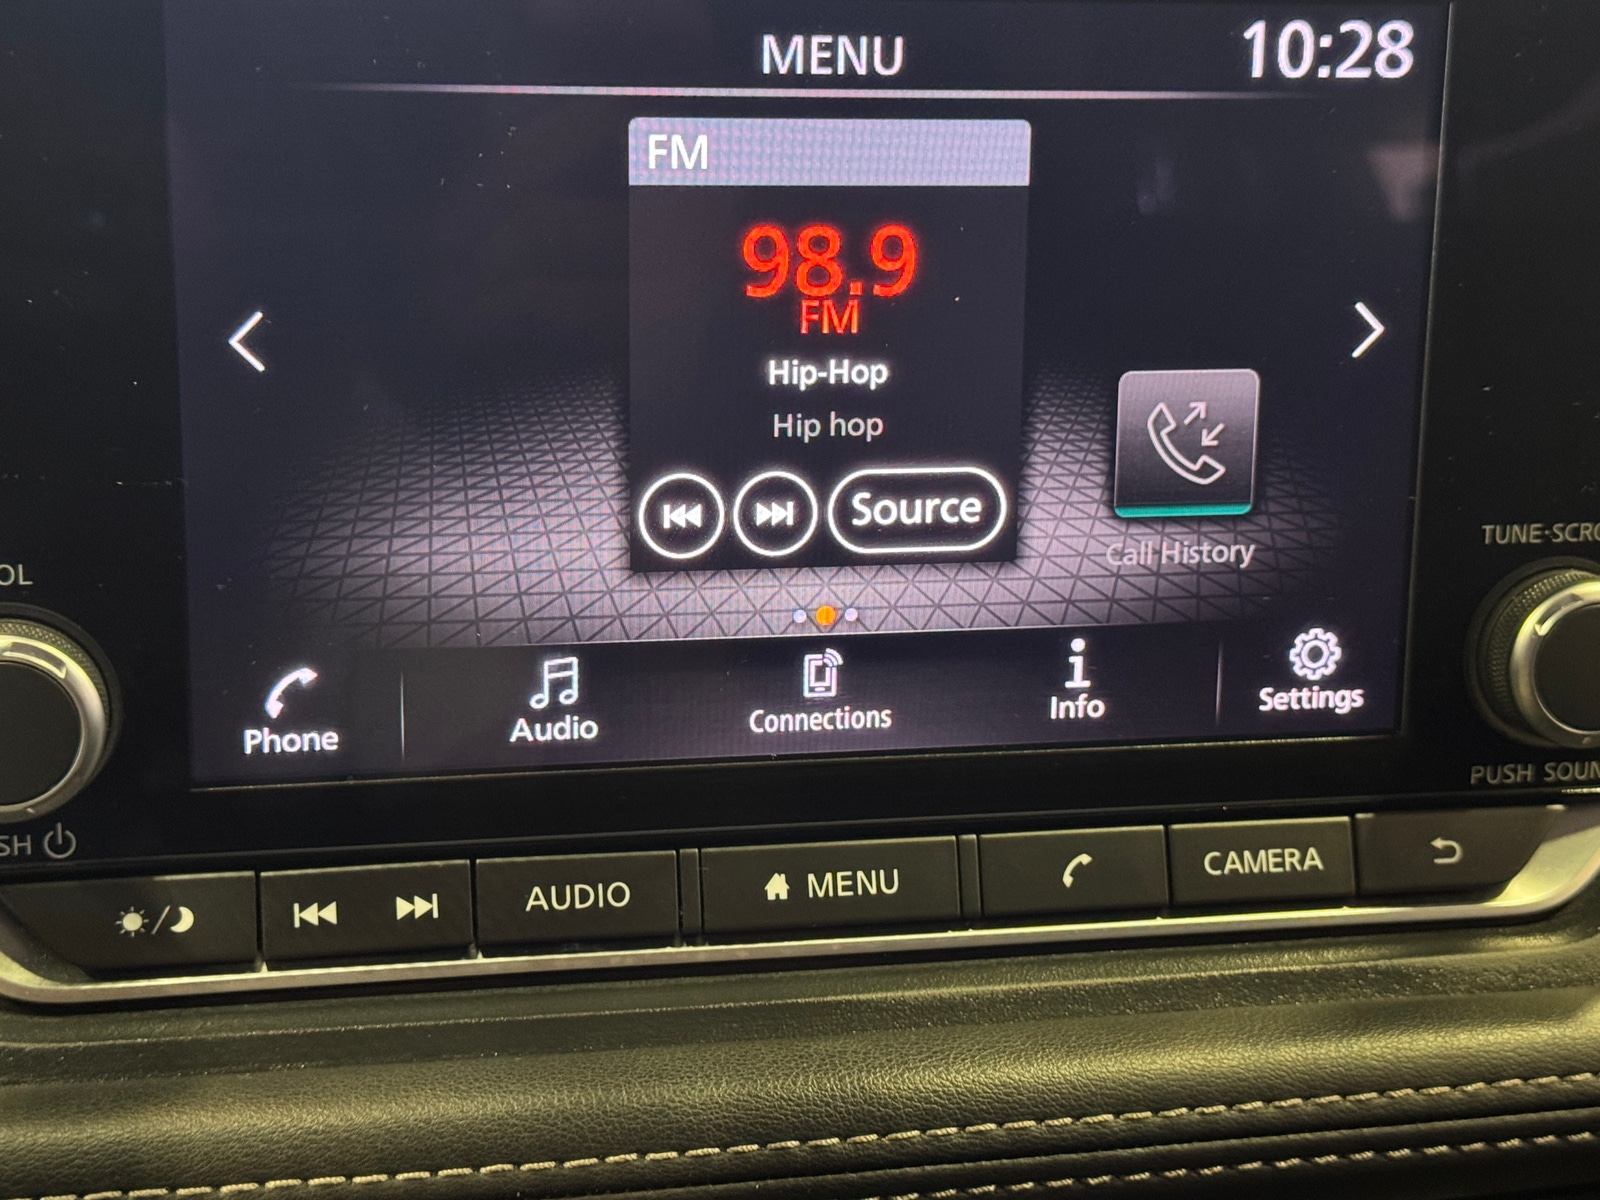 MENU
10:28
FM
98.9
FM
Hip-Hop
Hip hop
Source
Call History
Phone
Audio
Connections
Info
Settings
OL
TUNE·SCRO
SH
PUSH SOUN
AUDIO
MENU
CAMERA